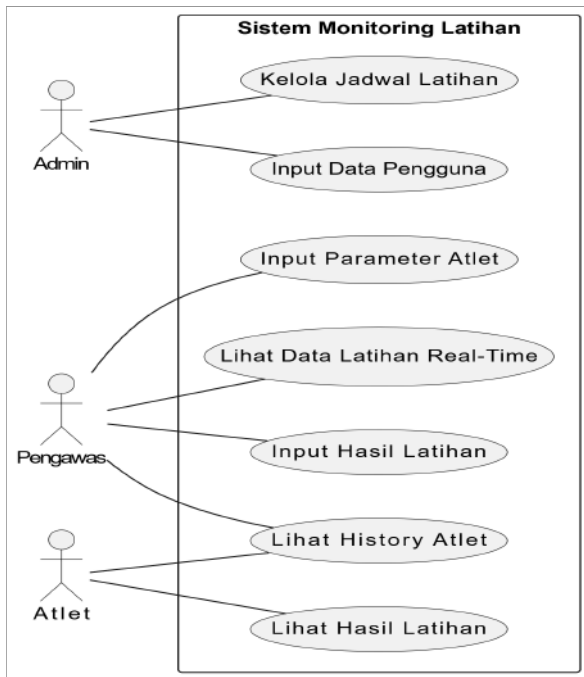 Sistem Monitoring Latihan
Kelola Jadwal Latihan
Admin
Input Data Pengguna
Input Parameter Atlet
Lihat Data Latihan Real-Time
Pengawas
Input Hasil Latihan
Lihat History Atlet
Atlet
Lihat Hasil Latihan